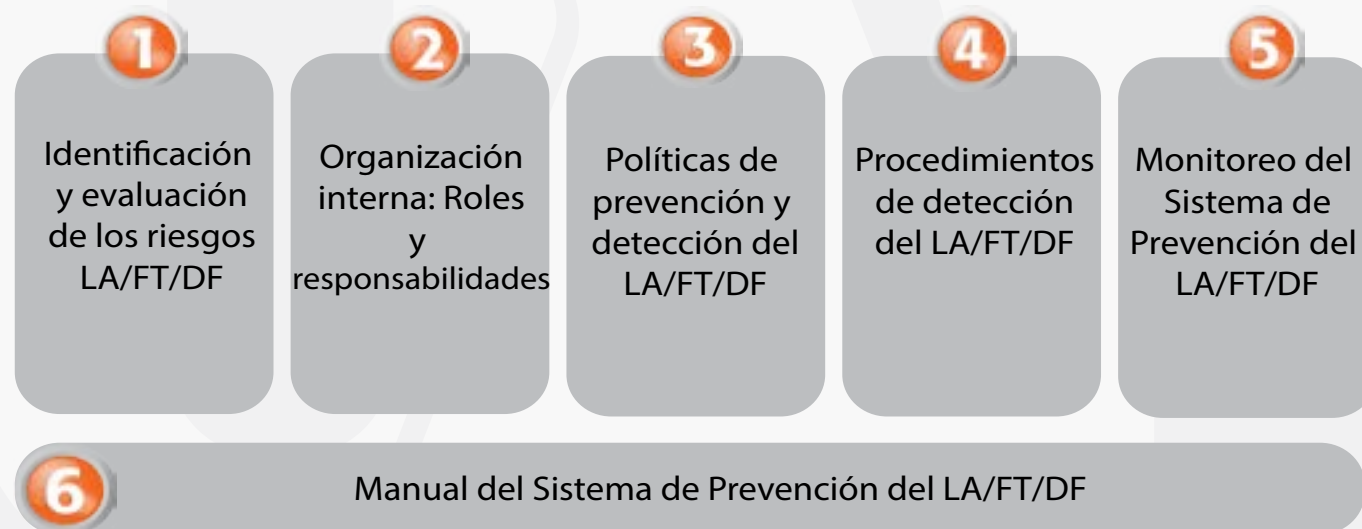 1
Identificación
y evaluación
de los riesgos
LA/FT/DF
2
Organización
interna: Roles
y
responsabilidades
3
Políticas de
prevención y
detección del
LA/FT/DF
4
Procedimientos
de detección
del LA/FT/DF
5
Monitoreo del
Sistema de
Prevención del
LA/FT/DF
6
Manual del Sistema de Prevención del LA/FT/DF